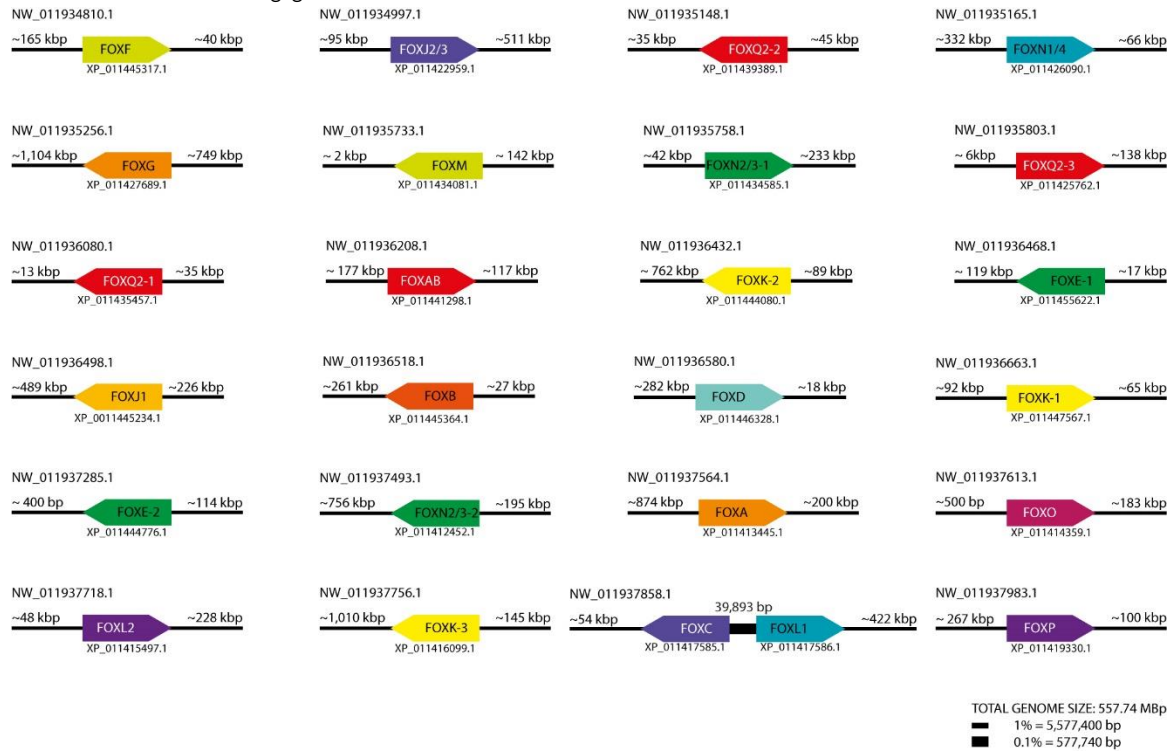 NW_011934810.1
~165 kbp FOXF ~40 kbp
XP_011445317.1
NW_011934997.1
~95 kbp FOXJ2/3 ~511 kbp
XP_011422959.1
NW_011935148.1
~35 kbp FOXQ2-2 ~45 kbp
XP_011439389.1
NW_011935165.1
~332 kbp FOXN1/4 ~66 kbp
XP_011426090.1
NW_011935256.1
~1,104 kbp FOXG ~749 kbp
XP_011427689.1
NW_011935733.1
~ 2 kbp FOXM ~ 142 kbp
XP_011434081.1
NW_011935758.1
~42 kbp FOXN2/3-1 ~233 kbp
XP_011434585.1
NW_011935803.1
~ 6kbp FOXQ2-3 ~138 kbp
XP_011425762.1
NW_011936080.1
~13 kbp FOXQ2-1 ~35 kbp
XP_011435457.1
NW_011936208.1
~ 177 kbp FOXAB ~117 kbp
XP_011441298.1
NW_011936432.1
~ 762 kbp FOXK-2 ~89 kbp
XP_011444080.1
NW_011936468.1
~ 119 kbp FOXE-1 ~17 kbp
XP_011455622.1
NW_011936498.1
~489 kbp FOXJ1 ~226 kbp
XP_0011445234.1
NW_011936518.1
~261 kbp FOXB ~27 kbp
XP_011445364.1
NW_011936580.1
~282 kbp FOXD ~18 kbp
XP_011446328.1
NW_011936663.1
~92 kbp FOXK-1 ~65 kbp
XP_011447567.1
NW_011937285.1
~ 400 bp FOXE-2 ~114 kbp
XP_011444776.1
NW_011937493.1
~756 kbp FOXN2/3-2 ~195 kbp
XP_011412452.1
NW_011937564.1
~874 kbp FOXA ~200 kbp
XP_011413445.1
NW_011937613.1
~500 bp FOXO ~183 kbp
XP_011414359.1
NW_011937718.1
~48 kbp FOXL2 ~228 kbp
XP_011415497.1
NW_011937756.1
~1,010 kbp FOXK-3 ~145 kbp
XP_011416099.1
NW_011937858.1
39,893 bp
~54 kbp FOXC FOXL1 ~422 kbp
XP_011417585.1 XP_011417586.1
NW_011937983.1
~ 267 kbp FOXP ~100 kbp
XP_011419330.1
TOTAL GENOME SIZE: 557.74 MBp
1% = 5,577,400 bp
0.1% = 577,740 bp